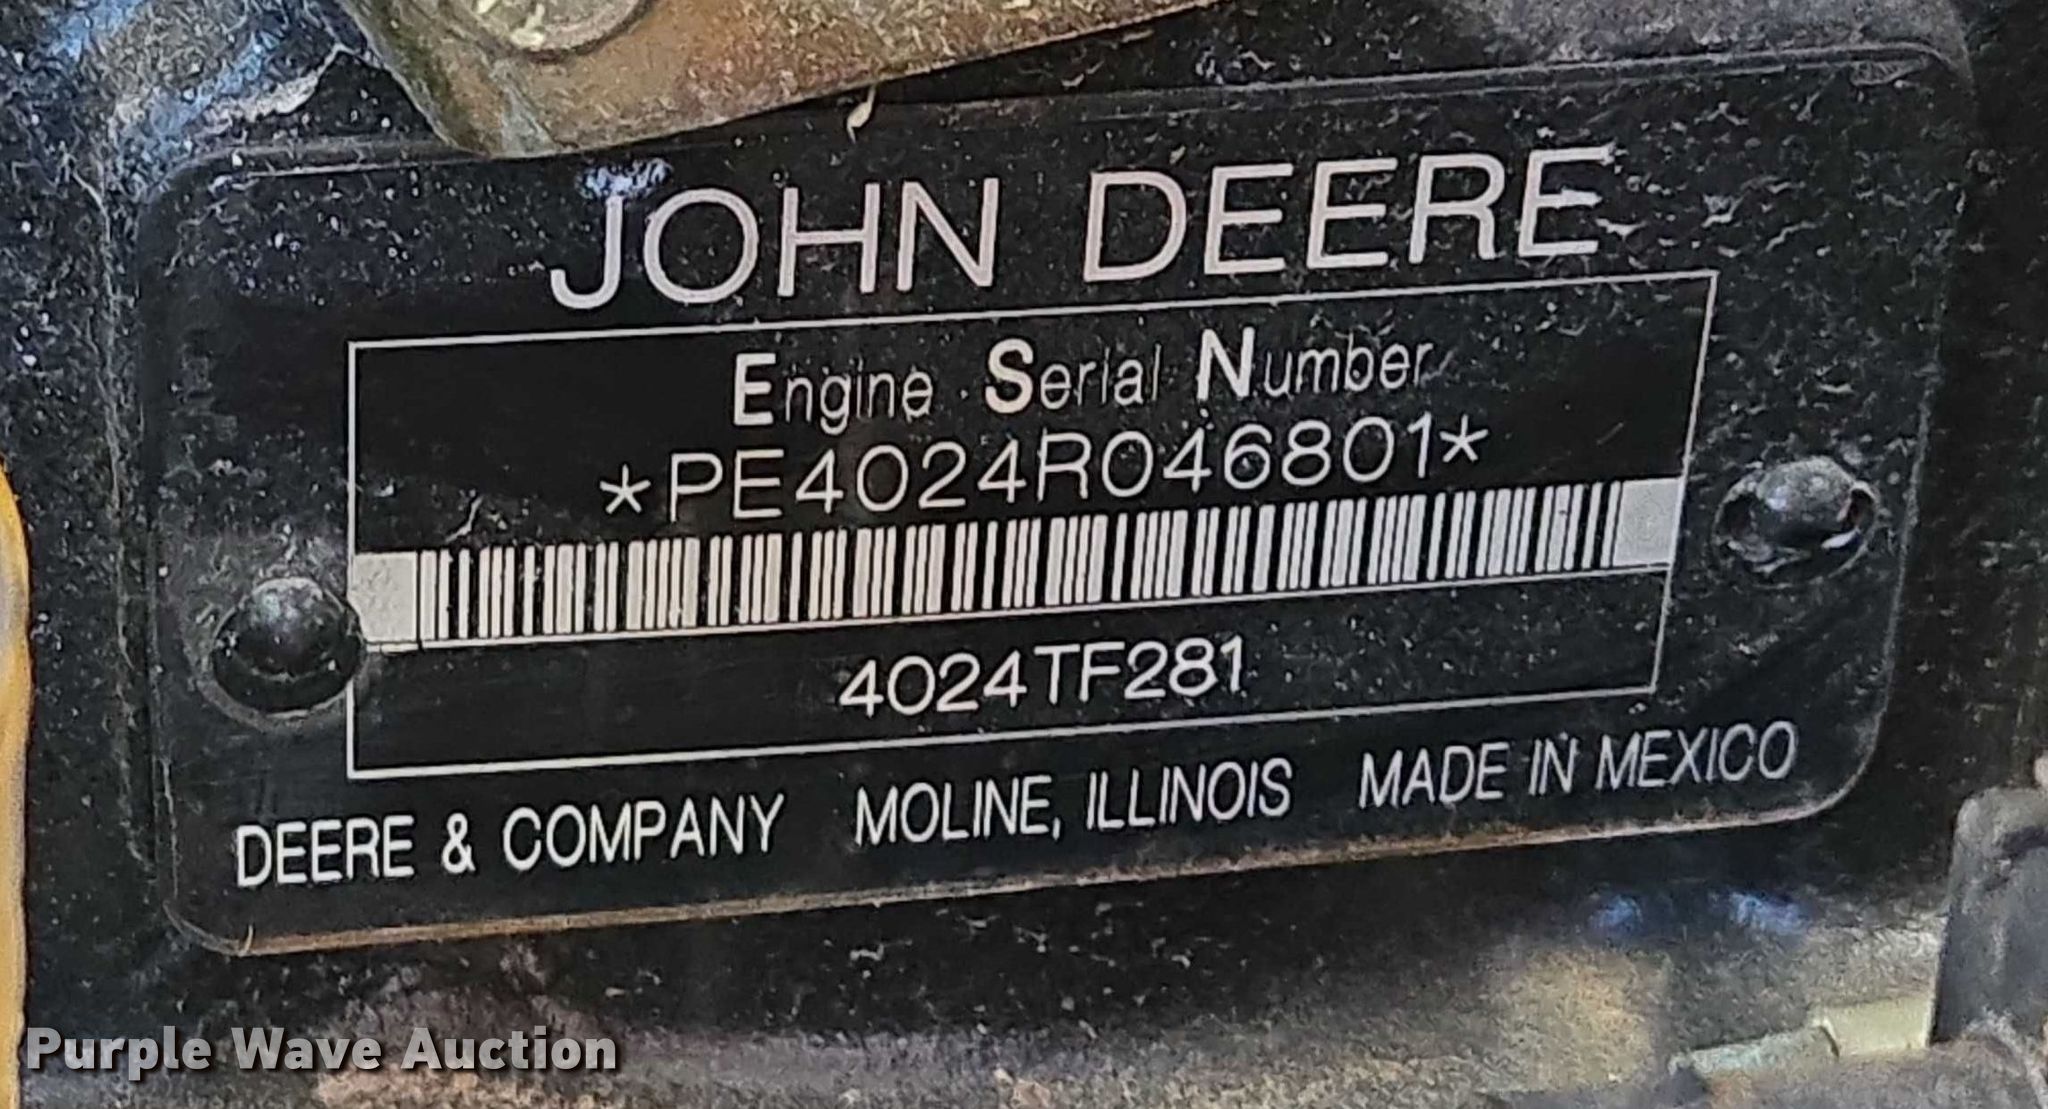 JOHN DEERE
Engine Serial Number
*PE4024R046801*
4024TF281
DEERE & COMPANY MOLINE, ILLINOIS MADE IN MEXICO
Purple Wave Auction